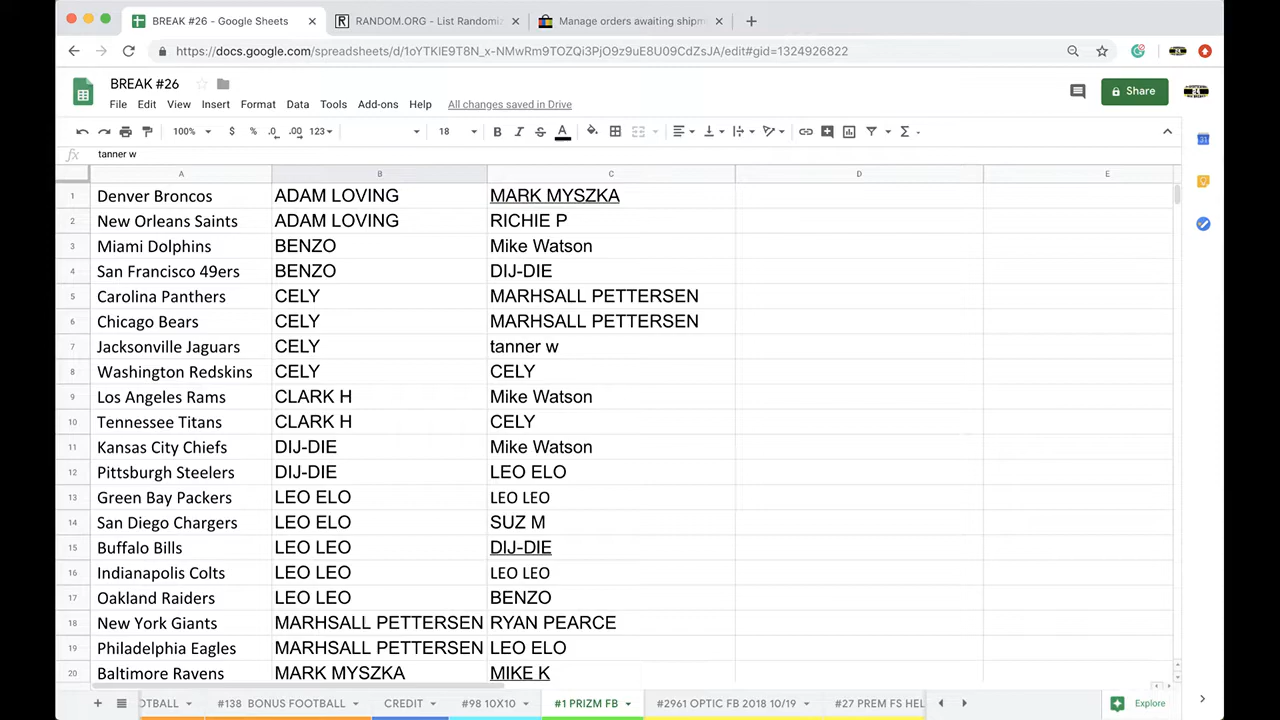 BREAK #26 - Google Sheets
RANDOM.ORG - List Randomiz
Manage orders awaiting shipm
https://docs.google.com/spreadsheets/d/1oYTKIE9T8N_x-NMwRm9TOZQi3PjO9z9uE8U09CdZsJA/edit#gid=1324926822
BREAK #26
File Edit View Insert Format Data Tools Add-ons Help All changes saved in Drive
Share
100% $ % .0 .00 123 18 B I S A
fx tanner w
A B C D E
1 Denver Broncos ADAM LOVING MARK MYSZKA
2 New Orleans Saints ADAM LOVING RICHIE P
3 Miami Dolphins BENZO Mike Watson
4 San Francisco 49ers BENZO DIJ-DIE
5 Carolina Panthers CELY MARHSALL PETTERSEN
6 Chicago Bears CELY MARHSALL PETTERSEN
7 Jacksonville Jaguars CELY tanner w
8 Washington Redskins CELY CELY
9 Los Angeles Rams CLARK H Mike Watson
10 Tennessee Titans CLARK H CELY
11 Kansas City Chiefs DIJ-DIE Mike Watson
12 Pittsburgh Steelers DIJ-DIE LEO ELO
13 Green Bay Packers LEO ELO LEO LEO
14 San Diego Chargers LEO ELO SUZ M
15 Buffalo Bills LEO LEO DIJ-DIE
16 Indianapolis Colts LEO LEO LEO LEO
17 Oakland Raiders LEO LEO BENZO
18 New York Giants MARHSALL PETTERSEN RYAN PEARCE
19 Philadelphia Eagles MARHSALL PETTERSEN LEO ELO
20 Baltimore Ravens MARK MYSZKA MIKE K
OTBALL #138 BONUS FOOTBALL CREDIT #98 10X10 #1 PRIZM FB #2961 OPTIC FB 2018 10/19 #27 PREM FS HEL Explore